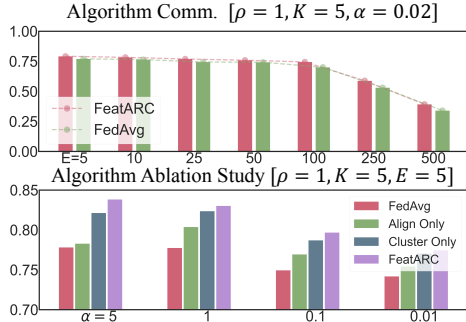 Algorithm Comm. [ρ = 1, K = 5, α = 0.02]
1.00
0.75
0.50
0.25
0.00
FeatARC
FedAvg
E=5 10 25 50 100 250 500
Algorithm Ablation Study [ρ = 1, K = 5, E = 5]
0.85
0.80
0.75
0.70
FedAvg
Align Only
Cluster Only
FeatARC
α = 5 1 0.1 0.01